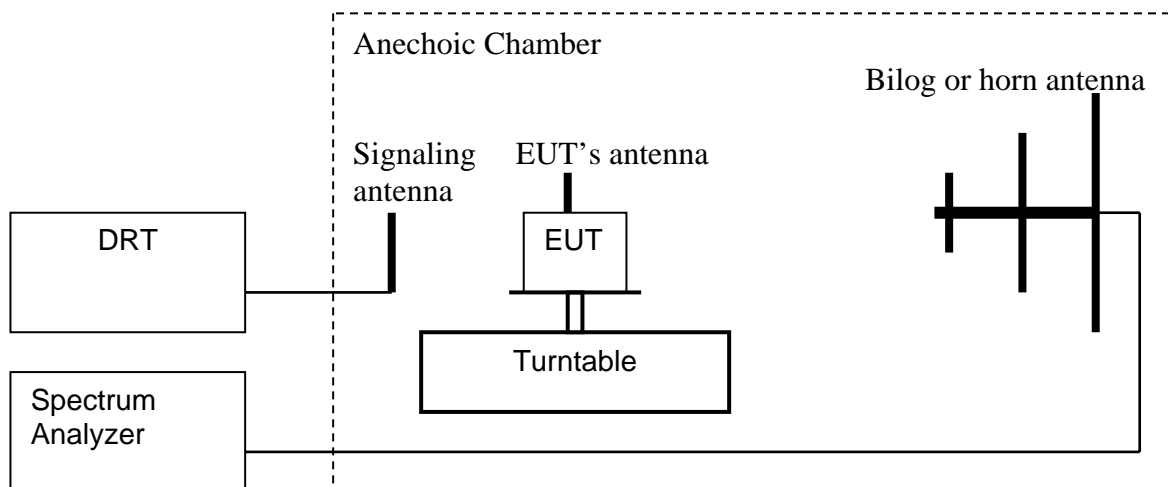 Anechoic Chamber
Bilog or horn antenna
Signaling
antenna
EUT’s antenna
DRT
EUT
Turntable
Spectrum
Analyzer